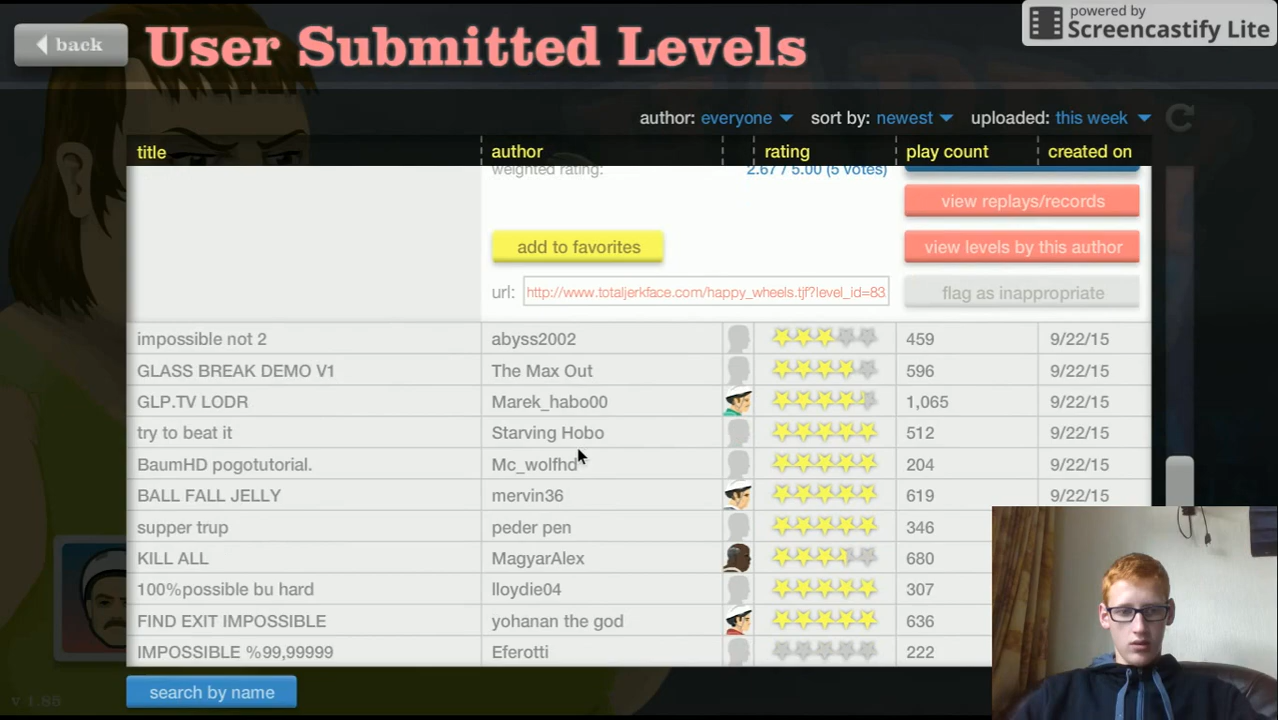 back
User Submitted Levels
powered by
Screencastify Lite
author: everyone sort by: newest uploaded: this week
title author rating play count created on
weighted rating: 2.67 / 5.00 (5 votes)
view replays/records
add to favorites view levels by this author
url: http://www.totaljerkface.com/happy_wheels.tjf?level_id=83 flag as inappropriate
impossible not 2 abyss2002 459 9/22/15
GLASS BREAK DEMO V1 The Max Out 596 9/22/15
GLP.TV LODR Marek_habo00 1,065 9/22/15
try to beat it Starving Hobo 512 9/22/15
BaumHD pogotutorial. Mc_wolfhd 204 9/22/15
BALL FALL JELLY mervin36 619 9/22/15
supper trup peder pen 346
KILL ALL MagyarAlex 680
100%possible bu hard lloydie04 307
FIND EXIT IMPOSSIBLE yohanan the god 636
IMPOSSIBLE %99,99999 Eferotti 222
search by name
v 1.85